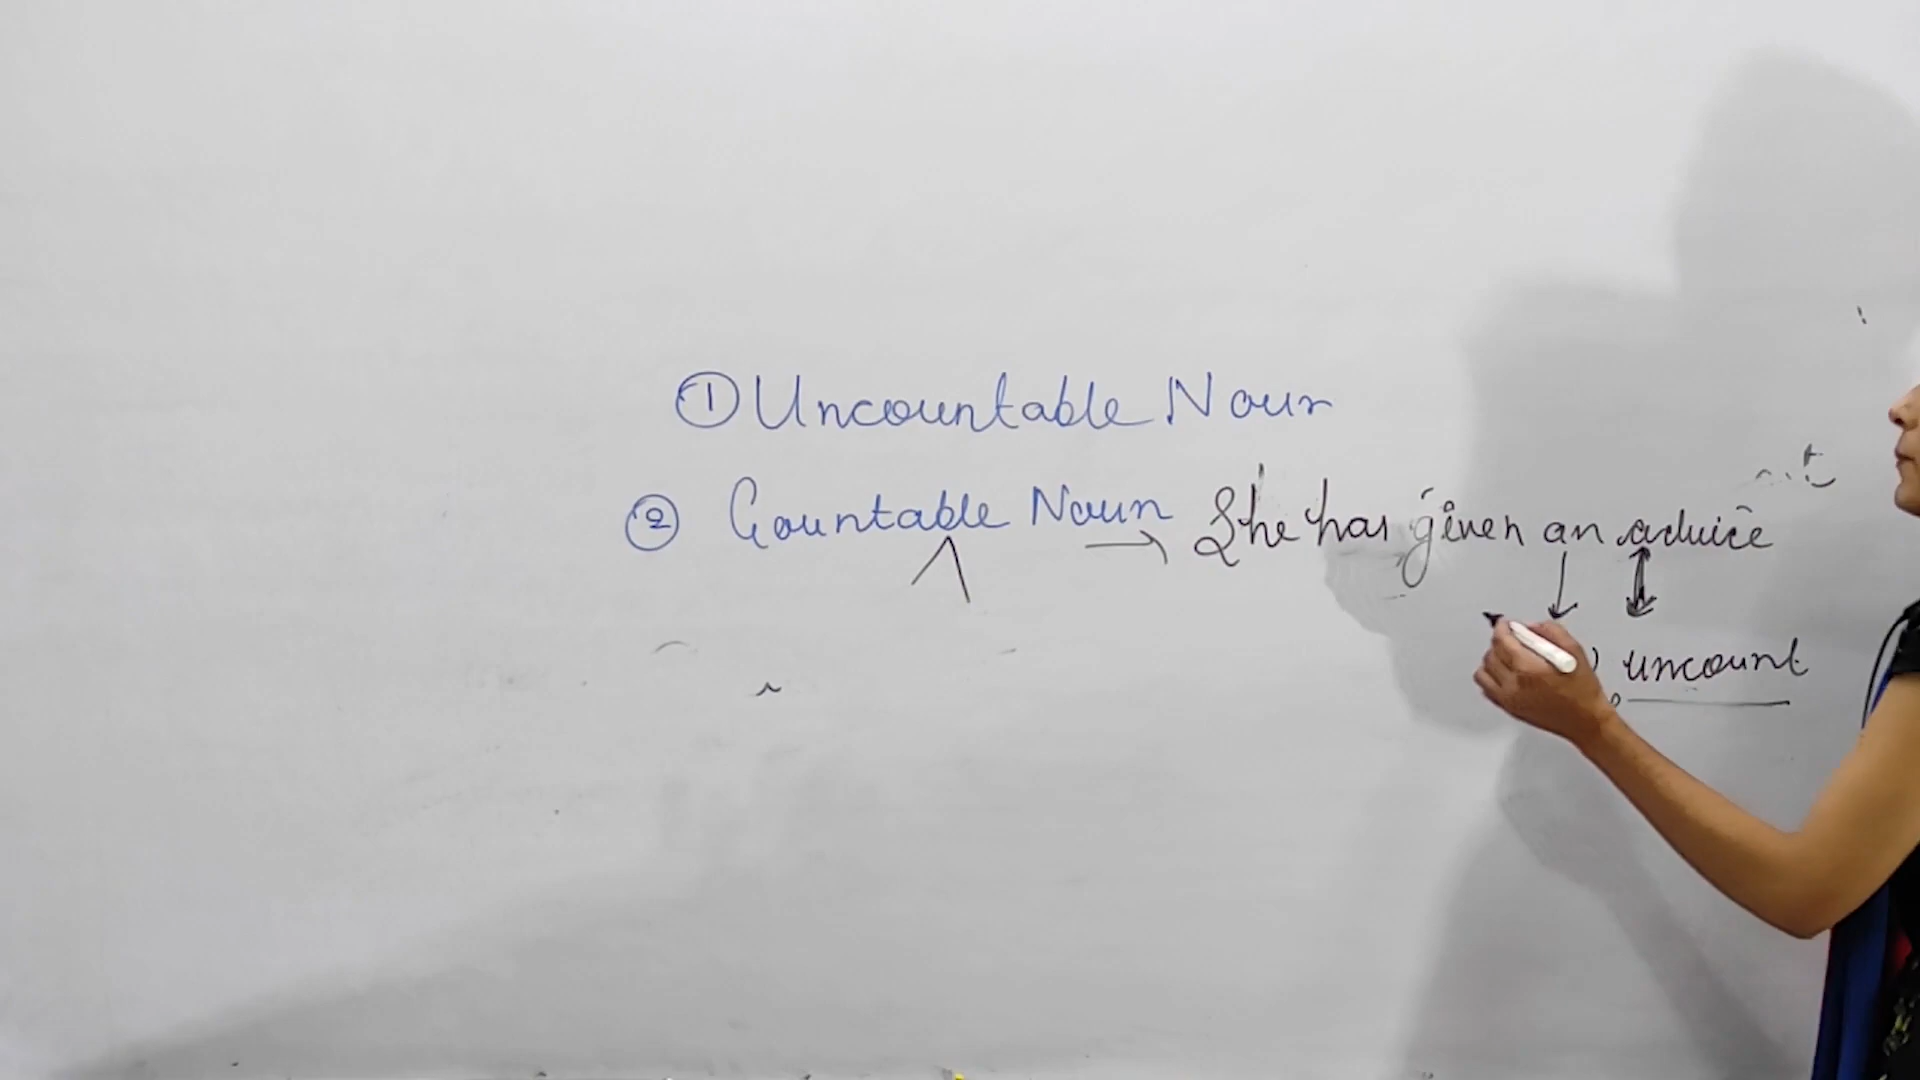 ① Uncountable Noun
② Countable Noun → She has given an advice
uncount